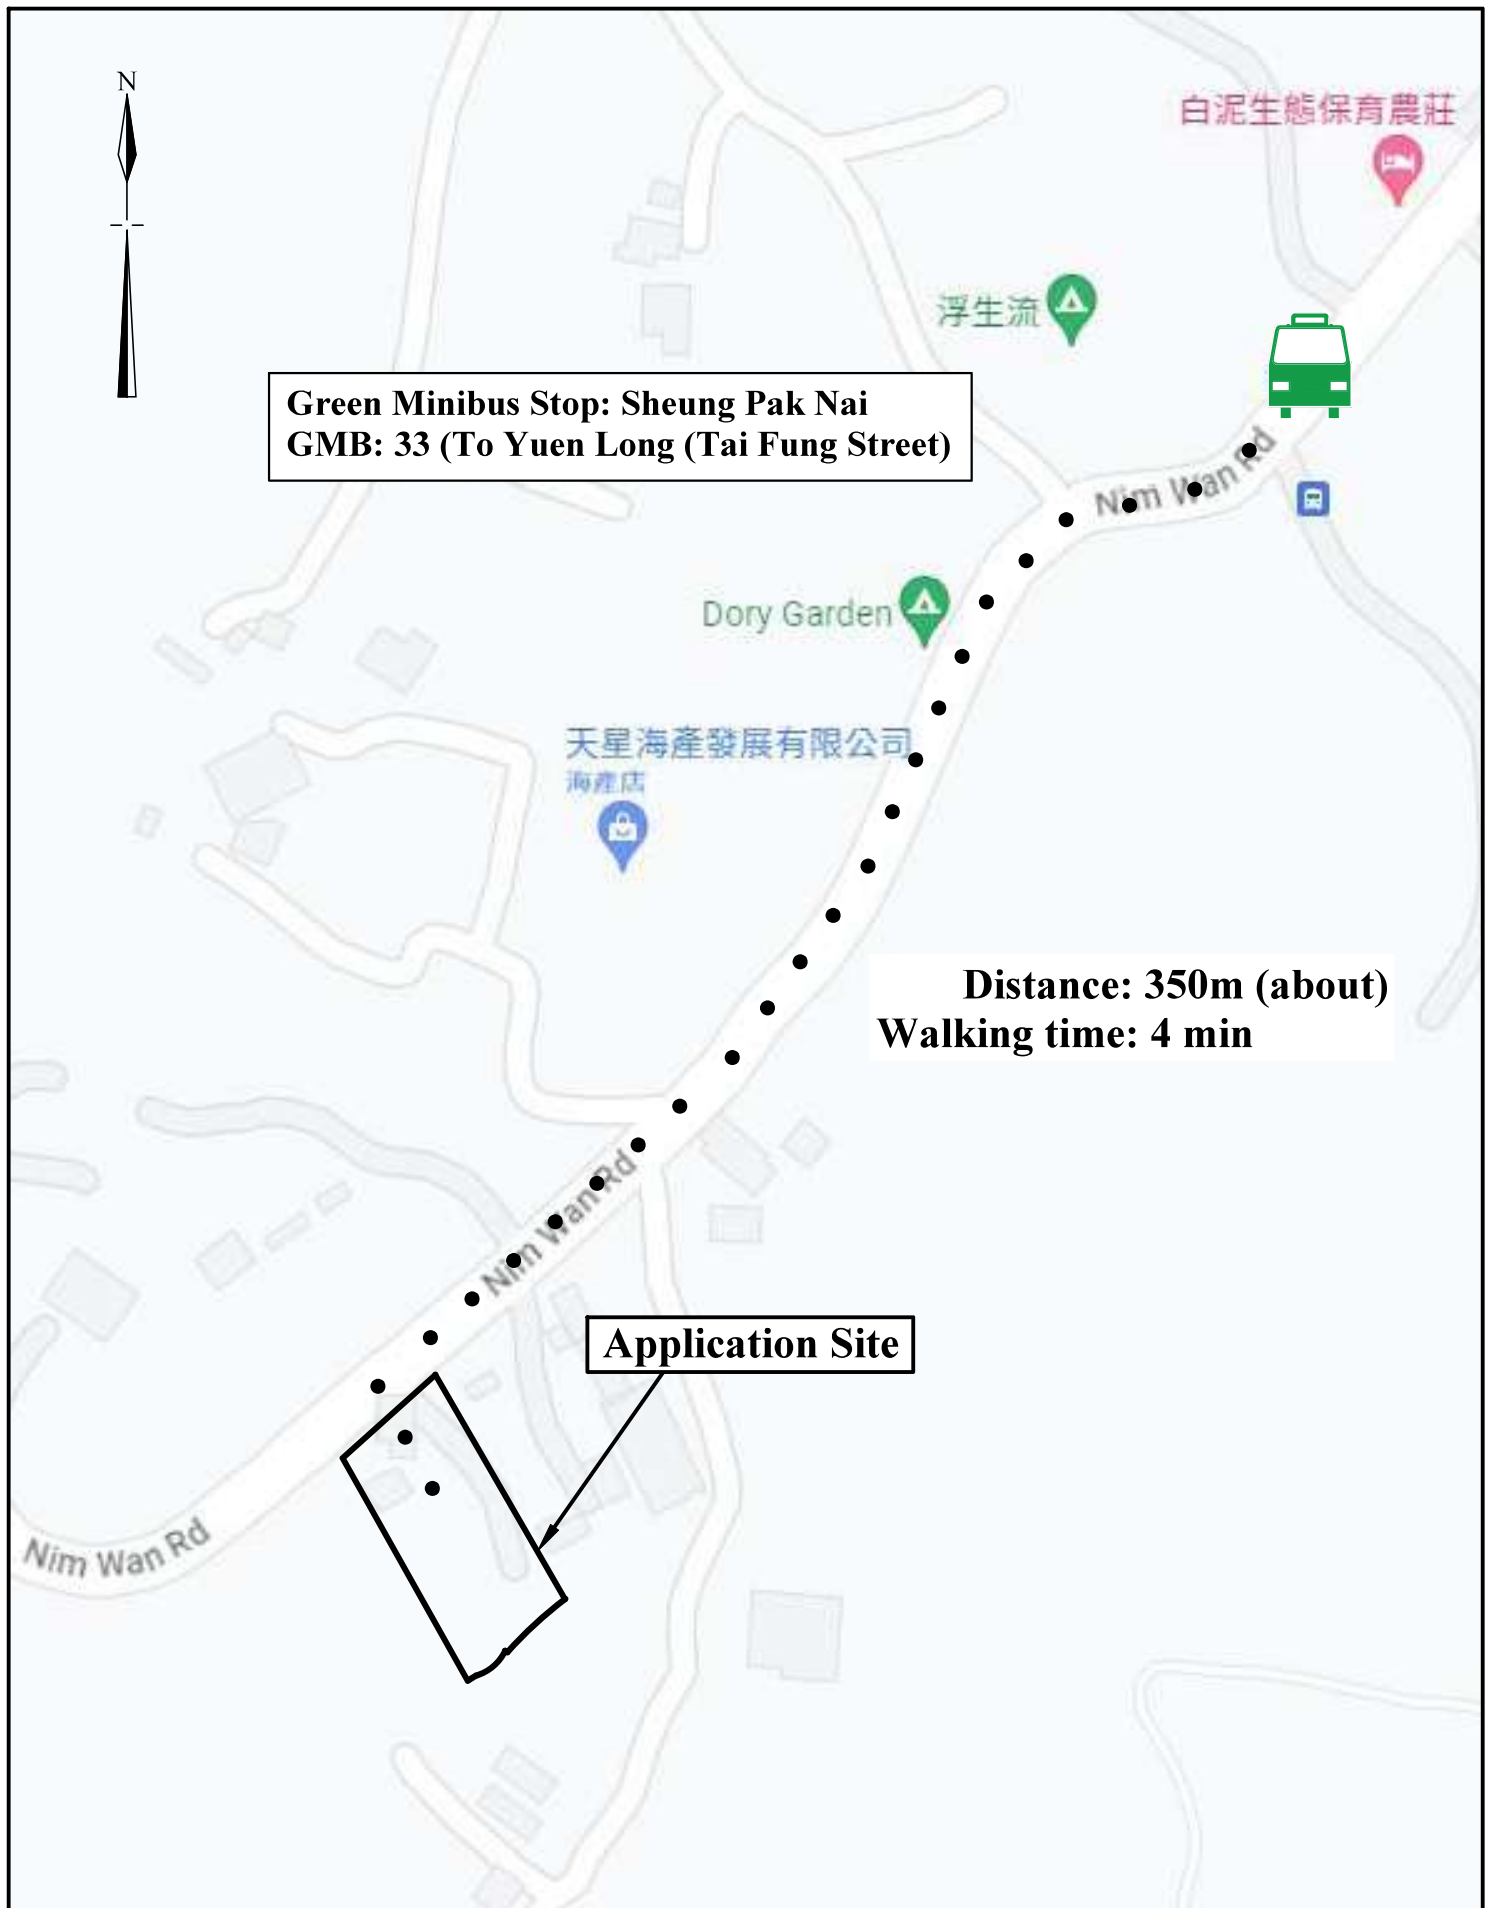 N
白泥生態保育農莊
浮生流
Green Minibus Stop: Sheung Pak Nai
GMB: 33 (To Yuen Long (Tai Fung Street)
Nim Wan Rd
Dory Garden
天星海產發展有限公司
海產店
Distance: 350m (about)
Walking time: 4 min
Nim Wan Rd
Application Site
Nim Wan Rd